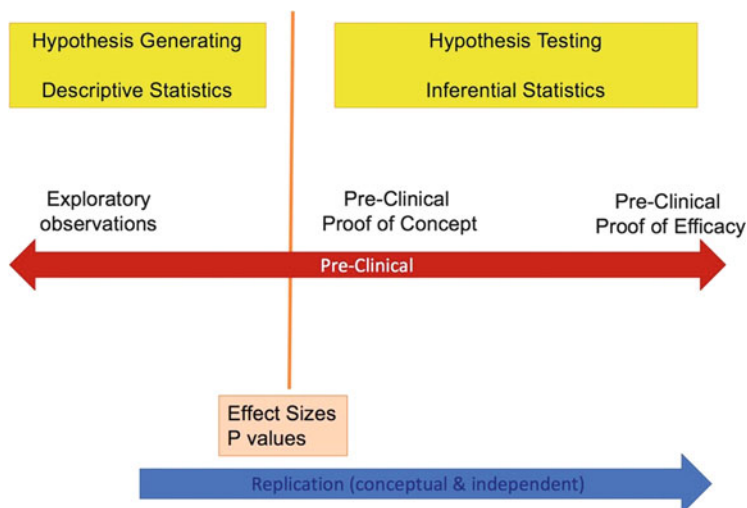 Hypothesis Generating
Descriptive Statistics
Hypothesis Testing
Inferential Statistics
Exploratory
observations
Pre-Clinical
Proof of Concept
Pre-Clinical
Proof of Efficacy
Pre-Clinical
Effect Sizes
P values
Replication (conceptual & independent)